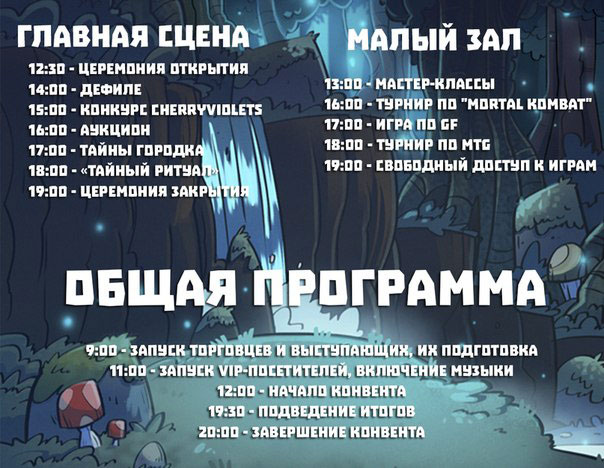 ГЛАВНАЯ СЦЕНА
12:30 - ЦЕРЕМОНИЯ ОТКРЫТИЯ
14:00 - ДЕФИЛЕ
15:00 - КОНКУРС CHERRYVIOLETS
16:00 - АУКЦИОН
17:00 - ТАЙНЫ ГОРОДКА
18:00 - «ТАЙНЫЙ РИТУАЛ»
19:00 - ЦЕРЕМОНИЯ ЗАКРЫТИЯ
МАЛЫЙ ЗАЛ
13:00 - МАСТЕР-КЛАССЫ
16:00 - ТУРНИР ПО "MORTAL KOMBAT"
17:00 - ИГРА ПО GF
18:00 - ТУРНИР ПО MTG
19:00 - СВОБОДНЫЙ ДОСТУП К ИГРАМ
ОБЩАЯ ПРОГРАММА
9:00 - ЗАПУСК ТОРГОВЦЕВ И ВЫСТУПАЮЩИХ, ИХ ПОДГОТОВКА
11:00 - ЗАПУСК VIP-ПОСЕТИТЕЛЕЙ, ВКЛЮЧЕНИЕ МУЗЫКИ
12:00 - НАЧАЛО КОНВЕНТА
19:30 - ПОДВЕДЕНИЕ ИТОГОВ
20:00 - ЗАВЕРШЕНИЕ КОНВЕНТА